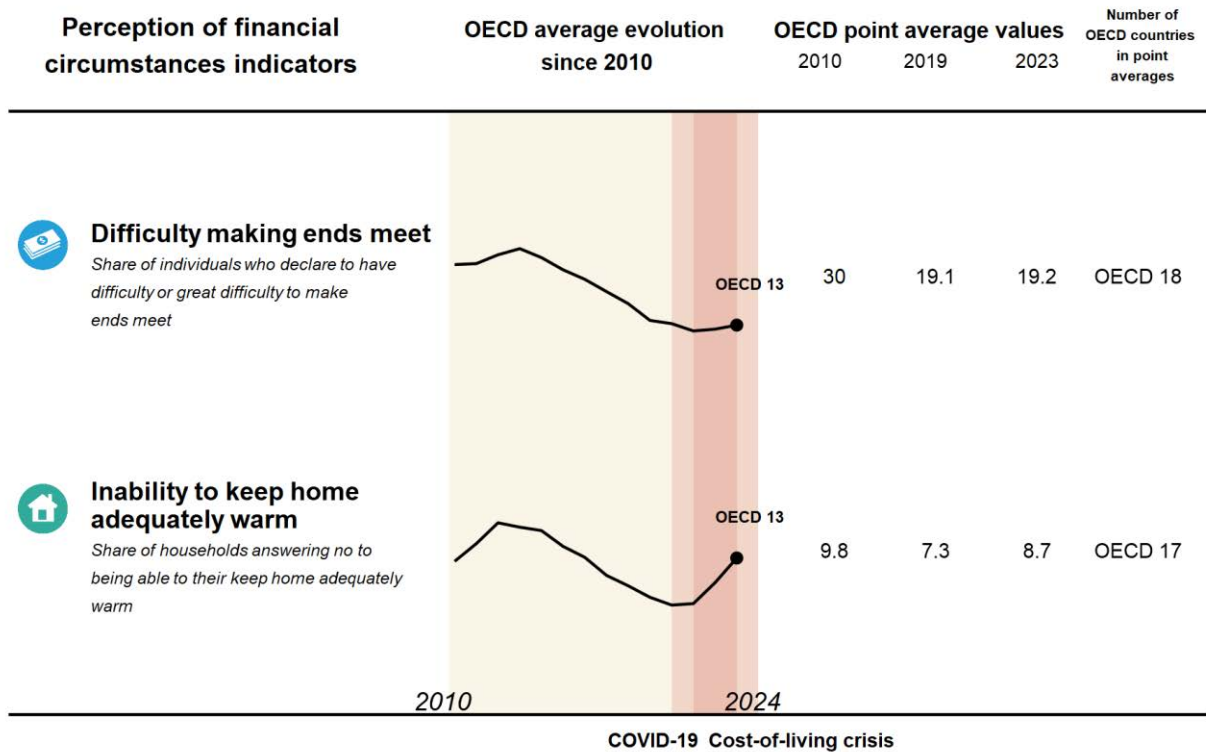 Perception of financial
circumstances indicators
OECD average evolution
since 2010
OECD point average values
2010 2019 2023
Number of
OECD countries
in point
averages
Difficulty making ends meet
Share of individuals who declare to have
difficulty or great difficulty to make
ends meet
OECD 13
30 19.1 19.2 OECD 18
Inability to keep home
adequately warm
Share of households answering no to
being able to their keep home adequately
warm
OECD 13
9.8 7.3 8.7 OECD 17
2010 2024
COVID-19 Cost-of-living crisis